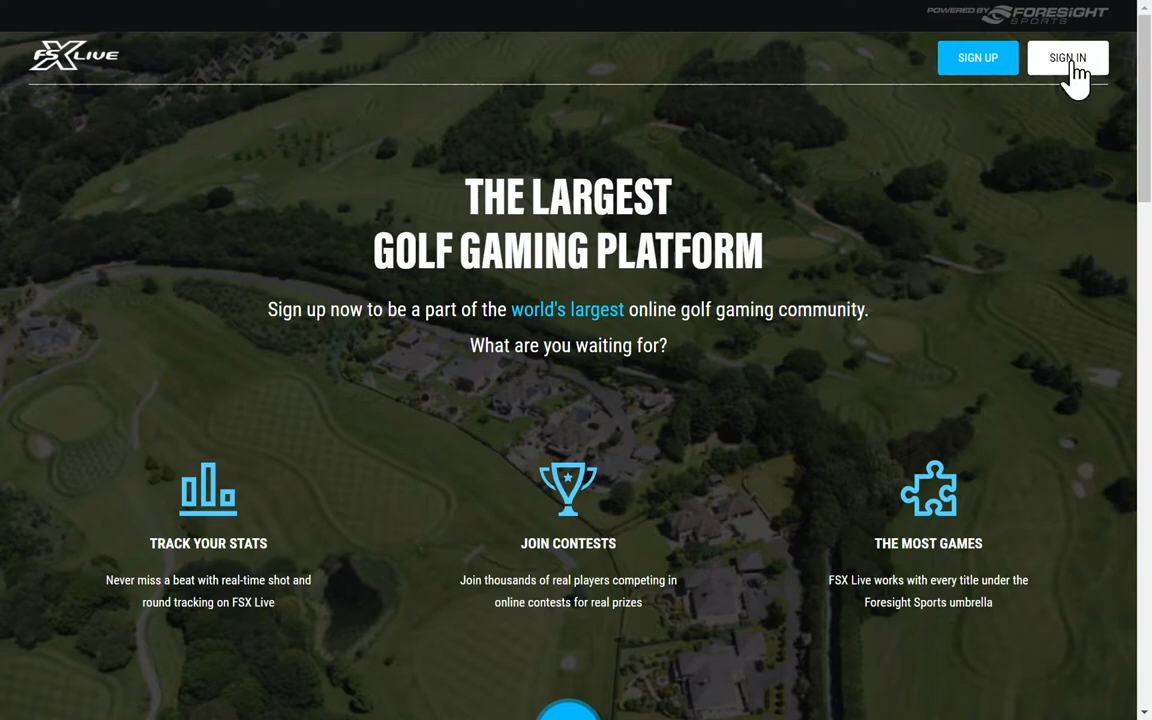 POWERED BY FORESIGHT SPORTS
FSX LIVE
SIGN UP
SIGN IN
THE LARGEST
GOLF GAMING PLATFORM
Sign up now to be a part of the world's largest online golf gaming community.
What are you waiting for?
TRACK YOUR STATS
Never miss a beat with real-time shot and
round tracking on FSX Live
JOIN CONTESTS
Join thousands of real players competing in
online contests for real prizes
THE MOST GAMES
FSX Live works with every title under the
Foresight Sports umbrella